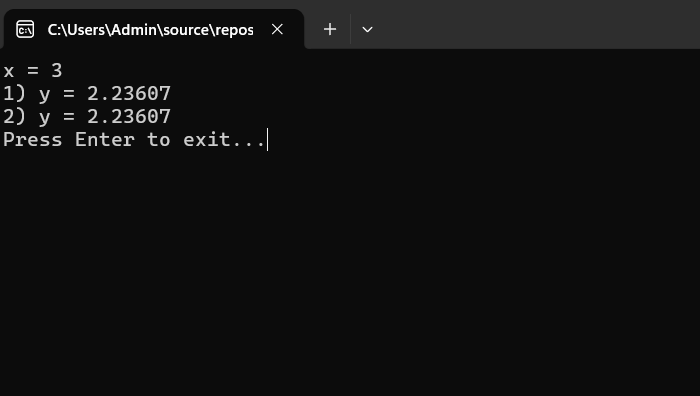 C:\Users\Admin\source\repos
x = 3
1) y = 2.23607
2) y = 2.23607
Press Enter to exit...